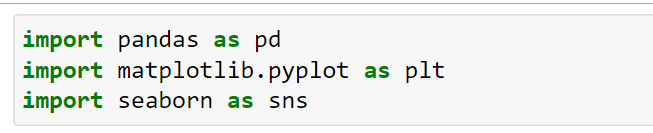 import pandas as pd
import matplotlib.pyplot as plt
import seaborn as sns